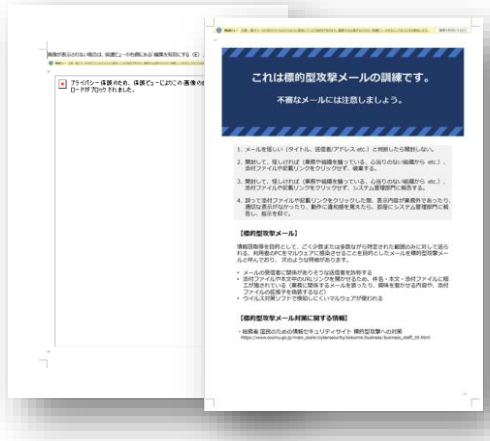 画像が表示されない場合は、保護ビューの右側にある「編集を有効にする (E)
プライバシー保護のため、保護ビューによりこの画像の
ロードがブロックされました。
これは標的型攻撃メールの訓練です。
不審なメールには注意しましょう。
1. メールを怪しい（タイトル、送信者/アドレス etc.）と判断したら開封しない。
2. 開封して、怪しければ（業務や組織を騙っている、心当りのない組織から etc.）、
添付ファイルや記載リンクをクリックせず、破棄する。
3. 開封して、怪しければ（業務や組織を騙っている、心当りのない組織から etc.）、
添付ファイルや記載リンクをクリックせず、システム管理部門に報告する。
4. 誤って添付ファイルや記載リンクをクリックした際、表示内容が業務外であったり、
適切な表示がなかったり、動作に違和感を覚えたら、即座にシステム管理部門に報
告し、指示を仰ぐ。
【標的型攻撃メール】
情報窃取等を目的として、ごく少数または多数ながら特定された範囲のみに対して送ら
れる、利用者のPCをマルウェアに感染させることを目的としたメールを標的型攻撃メー
ルと呼んでおり、次のような特徴があります。
・メールの受信者に関係がありそうな送信者を詐称する
・添付ファイルや本文中のURLリンクを開かせるため、件名・本文・添付ファイルに細
工が施されている（業務に関係するメールを装ったり、興味を惹かせる内容や、添付
ファイルの拡張子を偽装するなど）
・ウイルス対策ソフトで検知しにくいマルウェアが使われる
【標的型攻撃メール対策に関する情報】
・総務省 国民のための情報セキュリティサイト 標的型攻撃への対策